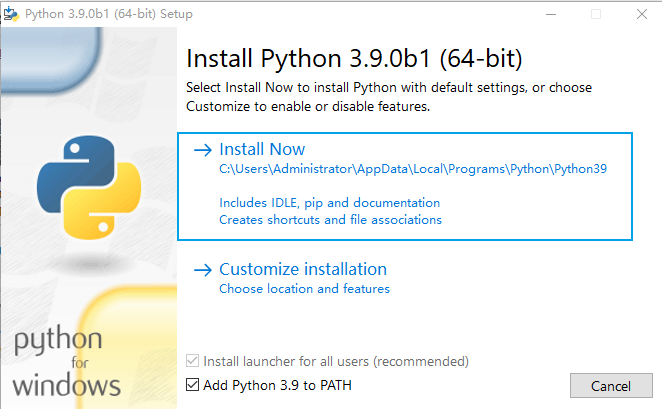 Python 3.9.0b1 (64-bit) Setup
Install Python 3.9.0b1 (64-bit)
Select Install Now to install Python with default settings, or choose
Customize to enable or disable features.
Install Now
C:\Users\Administrator\AppData\Local\Programs\Python\Python39
Includes IDLE, pip and documentation
Creates shortcuts and file associations
Customize installation
Choose location and features
python
for
windows
Install launcher for all users (recommended)
Add Python 3.9 to PATH
Cancel